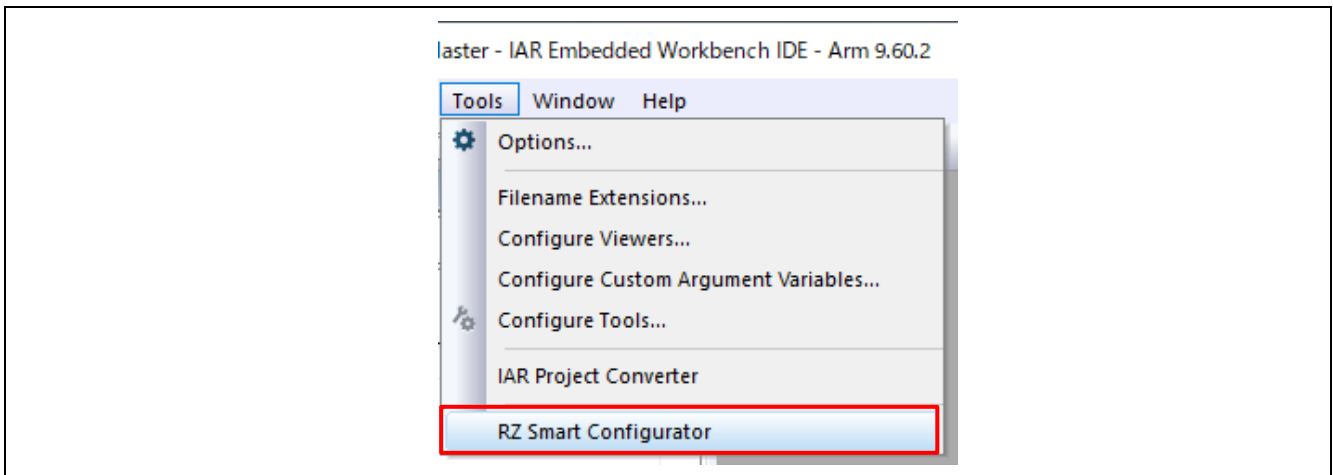 aster - IAR Embedded Workbench IDE - Arm 9.60.2
Tools Window Help
Options...
Filename Extensions...
Configure Viewers...
Configure Custom Argument Variables...
Configure Tools...
IAR Project Converter
RZ Smart Configurator